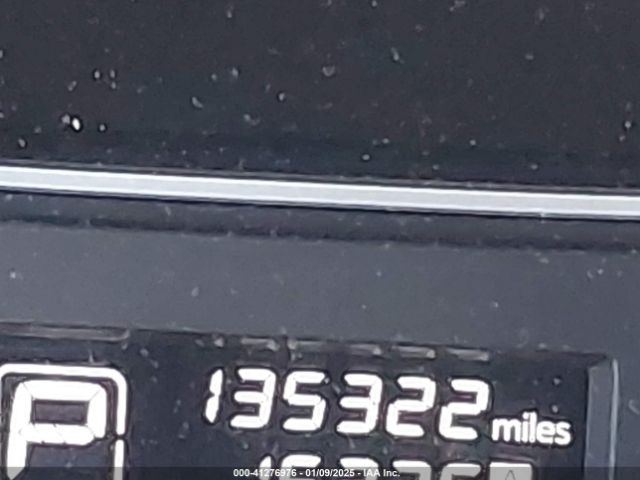 135322 miles
P
000-41276976 - 01/09/2025 - IAA Inc.